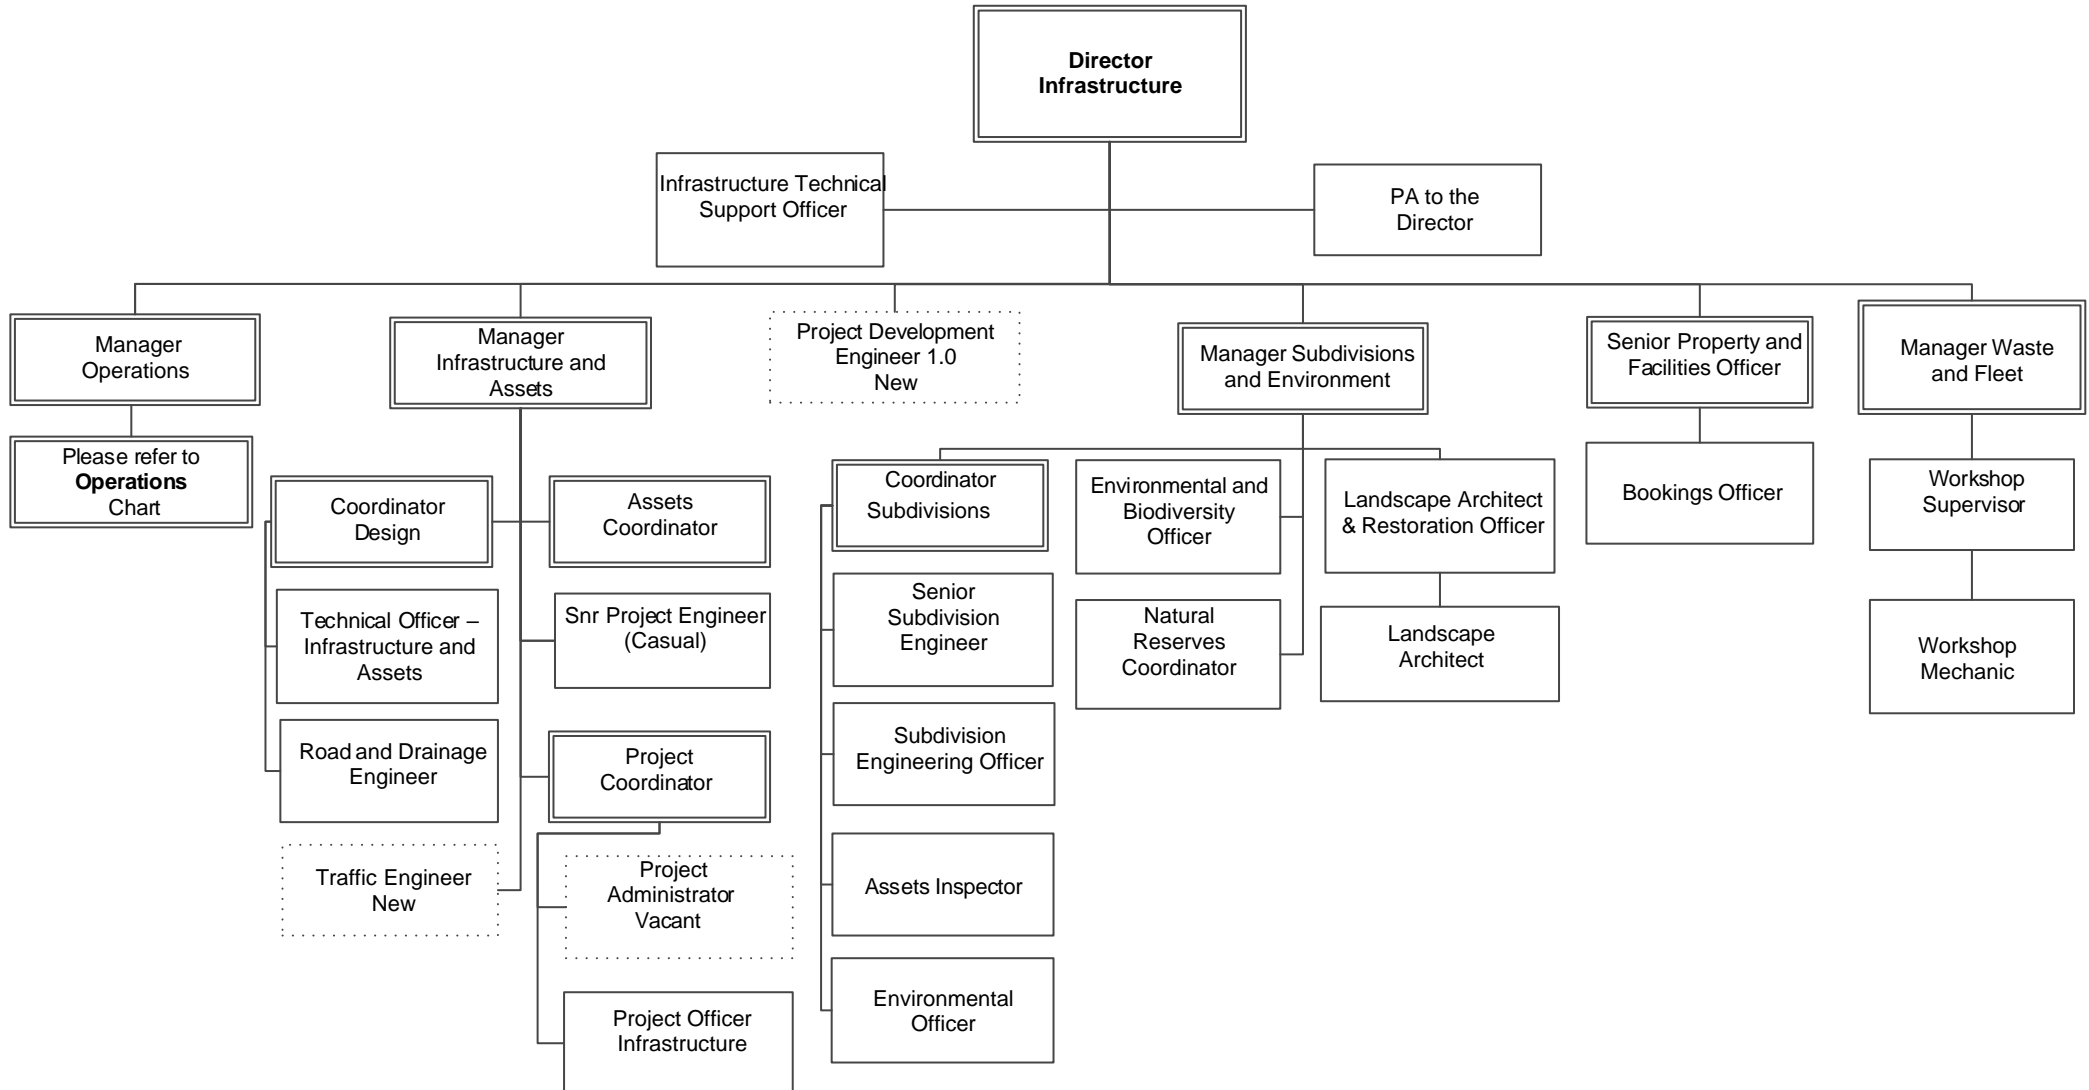 Director
Infrastructure
Infrastructure Technical
Support Officer
PA to the
Director
Manager
Operations
Manager
Infrastructure and
Assets
Project Development
Engineer 1.0
New
Manager Subdivisions
and Environment
Senior Property and
Facilities Officer
Manager Waste
and Fleet
Please refer to
Operations
Chart
Coordinator
Design
Assets
Coordinator
Coordinator
Subdivisions
Environmental and
Biodiversity
Officer
Landscape Architect
& Restoration Officer
Bookings Officer
Workshop
Supervisor
Technical Officer –
Infrastructure and
Assets
Snr Project Engineer
(Casual)
Senior
Subdivision
Engineer
Natural
Reserves
Coordinator
Landscape
Architect
Workshop
Mechanic
Road and Drainage
Engineer
Project
Coordinator
Subdivision
Engineering Officer
Traffic Engineer
New
Project
Administrator
Vacant
Assets Inspector
Project Officer
Infrastructure
Environmental
Officer